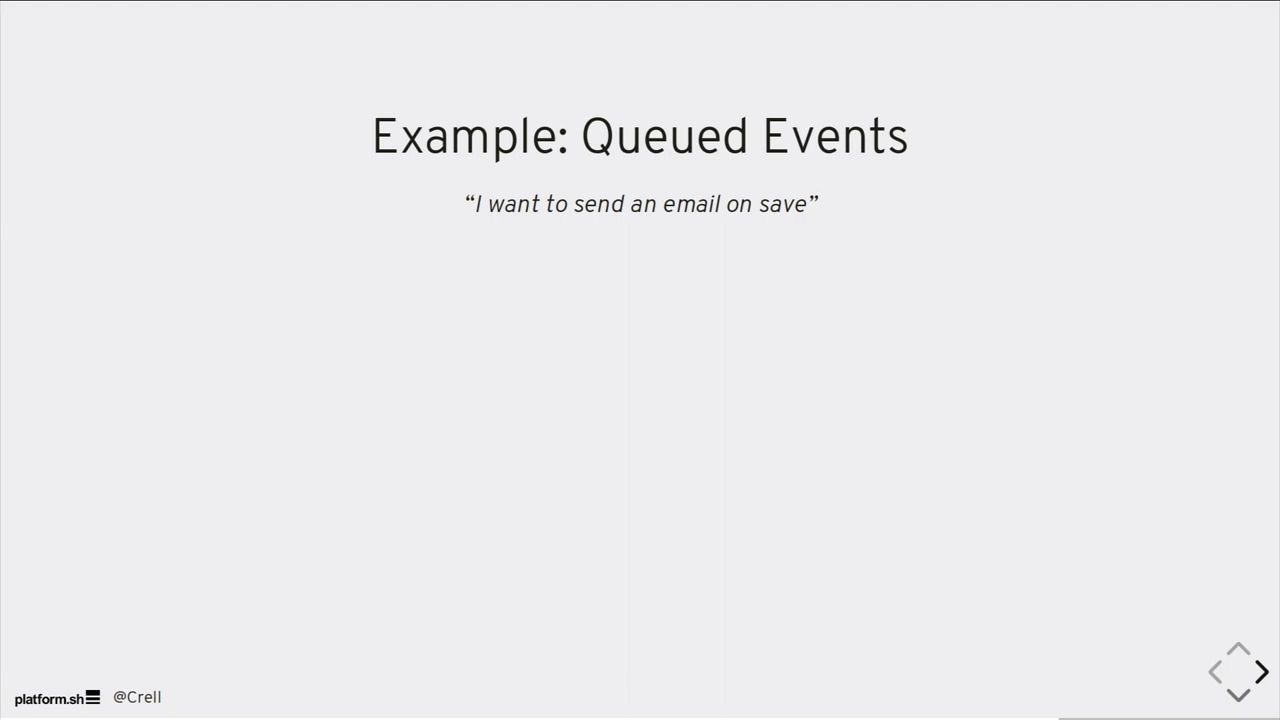 Example: Queued Events
“I want to send an email on save”
platform.sh @Crell